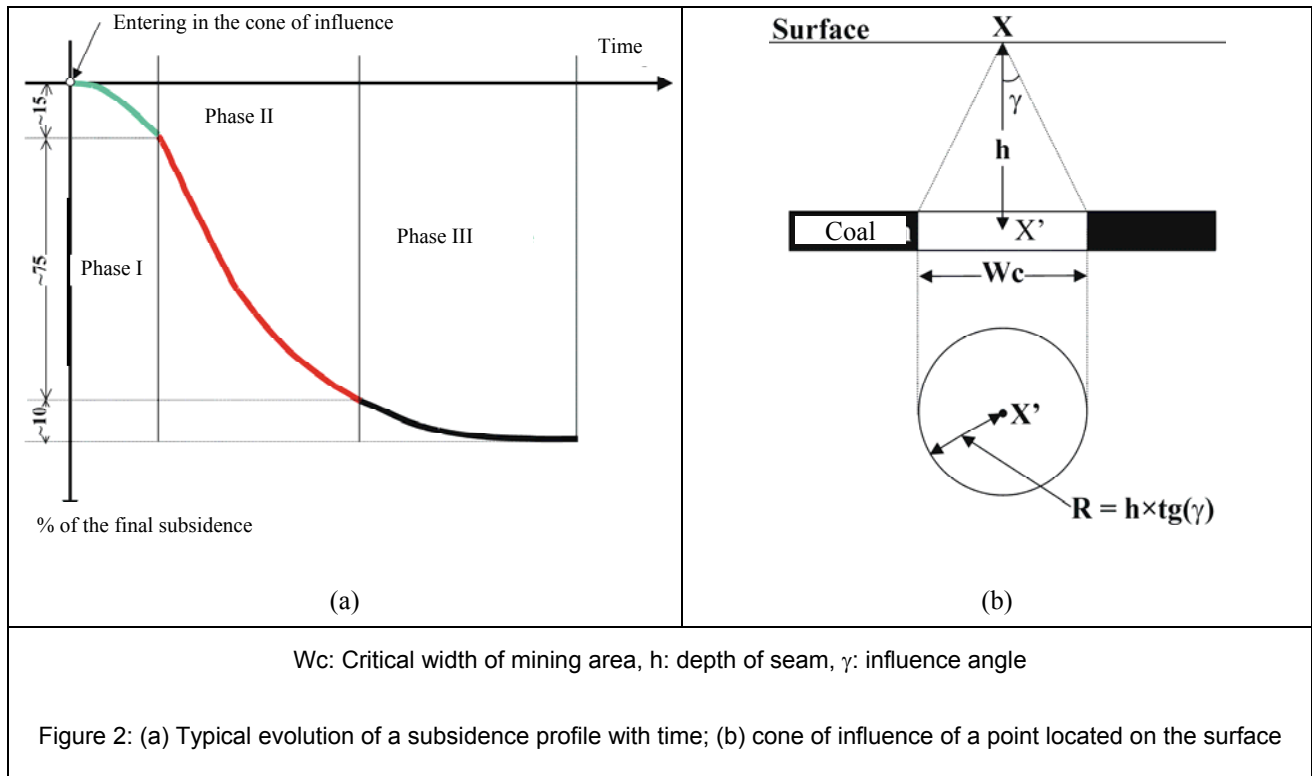 Entering in the cone of influence
Time
~15
Phase II
Phase III
~75
Phase I
~10
% of the final subsidence
(a)
Surface
X
γ
h
Coal
X’
Wc
X’
R = h×tg(γ)
(b)
Wc: Critical width of mining area, h: depth of seam, γ: influence angle
Figure 2: (a) Typical evolution of a subsidence profile with time; (b) cone of influence of a point located on the surface